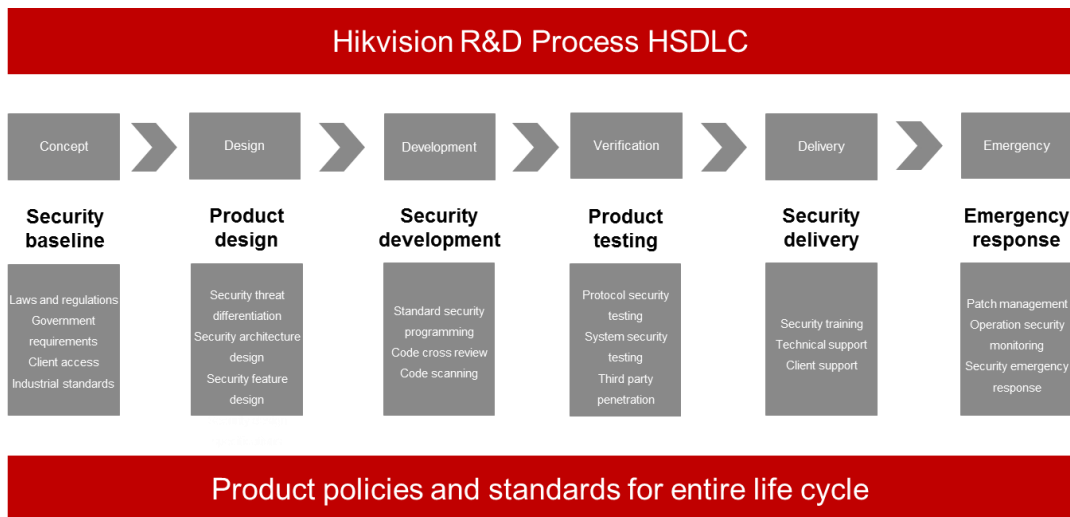 Hikvision R&D Process HSDLC
Concept
Design
Development
Verification
Delivery
Emergency
Security
baseline
Product
design
Security
development
Product
testing
Security
delivery
Emergency
response
Laws and regulations
Government
requirements
Client access
Industrial standards
Security threat
differentiation
Security architecture
design
Security feature
design
Standard security
programming
Code cross review
Code scanning
Protocol security
testing
System security
testing
Third party
penetration
Security training
Technical support
Client support
Patch management
Operation security
monitoring
Security emergency
response
Product policies and standards for entire life cycle